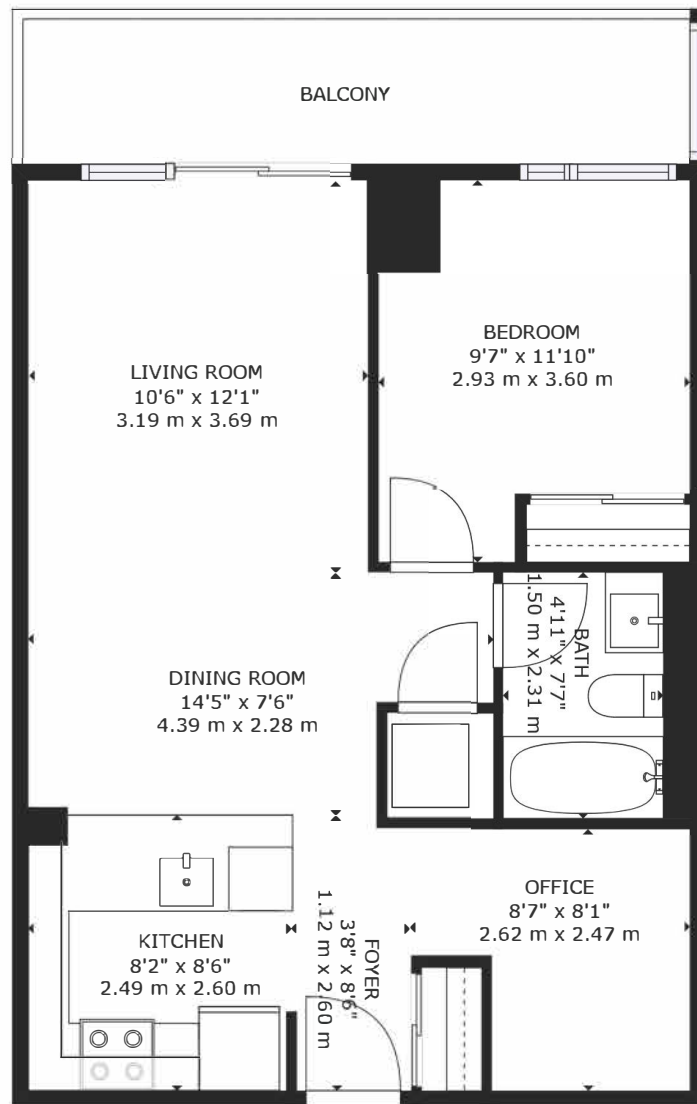 BALCONY
LIVING ROOM
10'6" x 12'1"
3.19 m x 3.69 m
BEDROOM
9'7" x 11'10"
2.93 m x 3.60 m
DINING ROOM
14'5" x 7'6"
4.39 m x 2.28 m
BATH
4'11" x 7'7"
1.50 m x 2.31 m
KITCHEN
8'2" x 8'6"
2.49 m x 2.60 m
FOYER
3'8" x 8'6"
1.12 m x 2.60 m
OFFICE
8'7" x 8'1"
2.62 m x 2.47 m